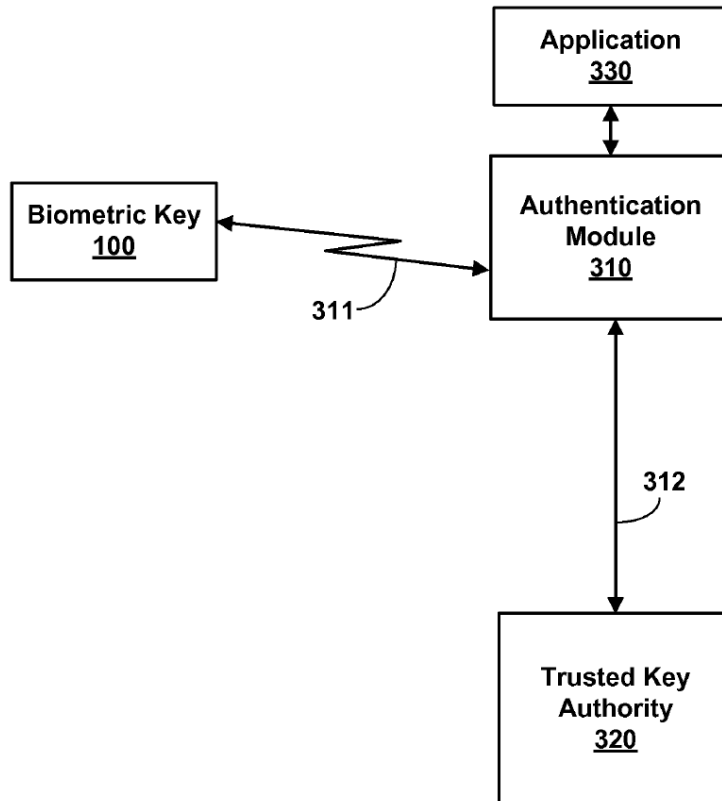 Application
330
Biometric Key
100
Authentication
Module
310
311
312
Trusted Key
Authority
320